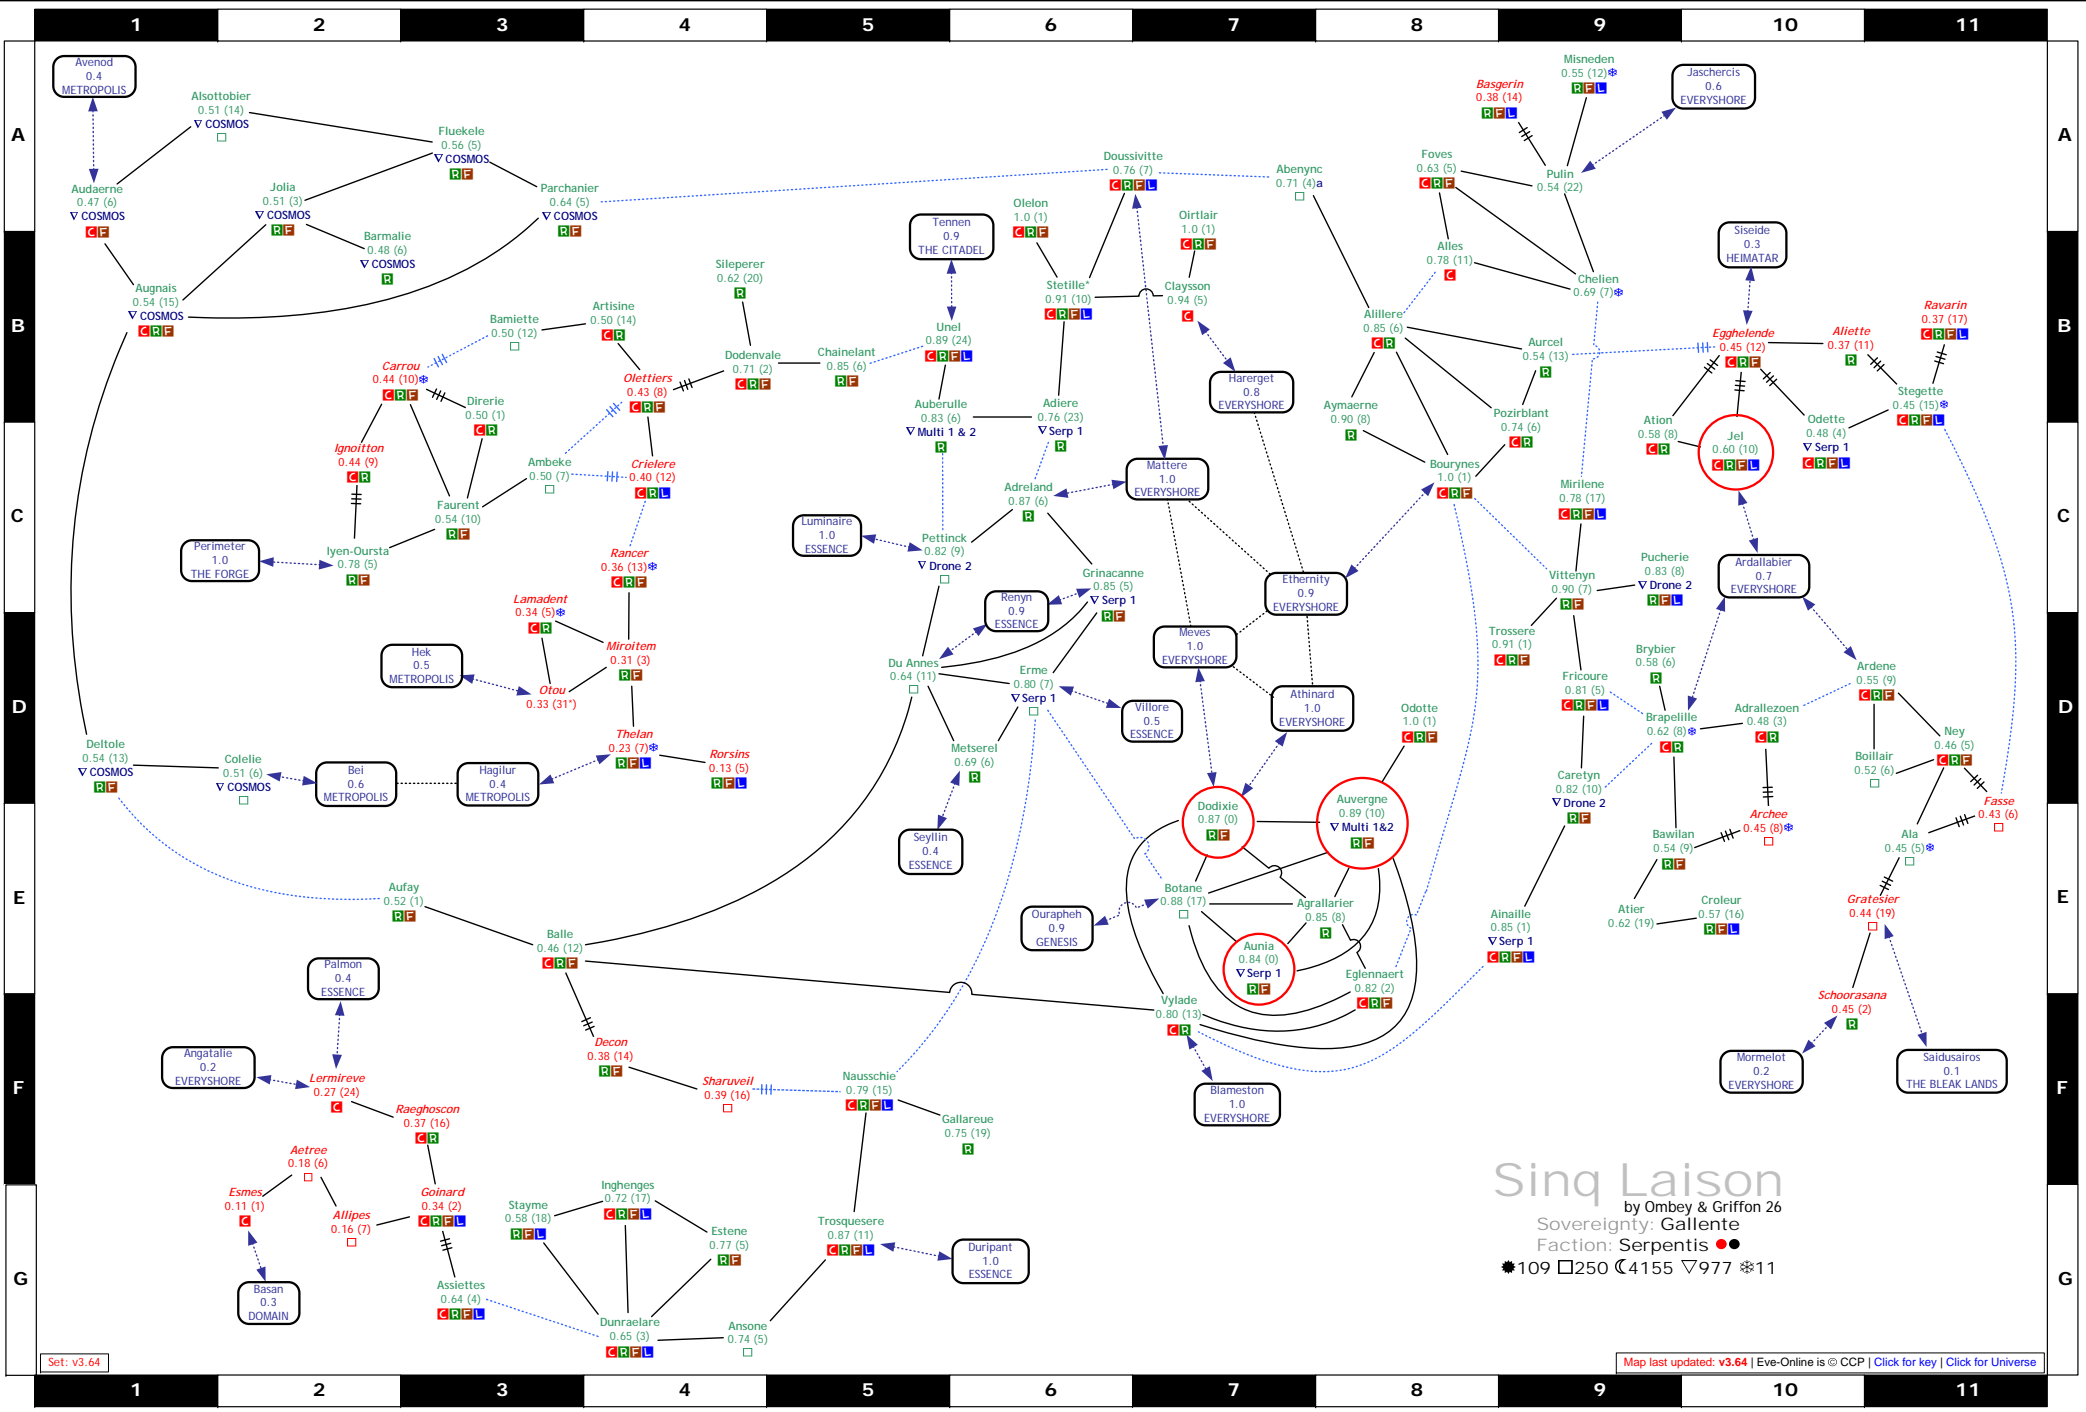 1 2 3 4 5 6 7 8 9 10 11
A
B
C
D
E
F
G
A
B
C
D
E
F
G
Avenod
0.4
METROPOLIS
Alsottobier
0.51 (14)
▽ COSMOS
Fluekele
0.56 (5)
▽ COSMOS
R F
Audaerne
0.47 (6)
▽ COSMOS
C F
Jolia
0.51 (3)
▽ COSMOS
R F
Parchanier
0.64 (5)
▽ COSMOS
R F
Barmalie
0.48 (6)
▽ COSMOS
R
Augnais
0.54 (15)
▽ COSMOS
C R F
Doussivitte
0.76 (7)
C R F L
Abenync
0.71 (4)a
Foves
0.63 (5)
C R F
Basgerin
0.38 (14)
R F L
Misneden
0.55 (12)❄
R F L
Jaschercis
0.6
EVERYSHORE
Pulin
0.54 (22)
Olelon
1.0 (1)
C R F
Oirtlair
1.0 (1)
C R F
Tennen
0.9
THE CITADEL
Alles
0.78 (11)
C
Chelien
0.69 (7)❄
Siseide
0.3
HEIMATAR
Sileperer
0.62 (20)
R
Stetille*
0.91 (10)
C R F L
Claysson
0.94 (5)
C
Bamiette
0.50 (12)
Artisine
0.50 (14)
C R
Unel
0.89 (24)
C R F L
Alillere
0.85 (6)
C R
Aurcel
0.54 (13)
R
Egghelende
0.45 (12)
C R F
Aliette
0.37 (11)
R
Ravarin
0.37 (17)
C R F L
Carrou
0.44 (10)❄
C R F
Olettiers
0.43 (8)
C R F
Dodenvale
0.71 (2)
C R F
Chainelant
0.85 (6)
R F
Harerget
0.8
EVERYSHORE
Direrie
0.50 (1)
C R
Auberulle
0.83 (6)
▽ Multi 1 & 2
R
Adiere
0.76 (23)
▽ Serp 1
R
Aymaerne
0.90 (8)
R
Pozirblant
0.74 (6)
C R
Ation
0.58 (8)
C R
Jel
0.60 (10)
C R F L
Odette
0.48 (4)
▽ Serp 1
C R F L
Stegette
0.45 (15)❄
C R F L
Ignoitton
0.44 (9)
C R
Ambeke
0.50 (7)
Crielere
0.40 (12)
C R L
Mattere
1.0
EVERYSHORE
Bourynes
1.0 (1)
C R F
Mirilene
0.78 (17)
C R F L
Adreland
0.87 (6)
R
Faurent
0.54 (10)
R F
Luminaire
1.0
ESSENCE
Pettinck
0.82 (9)
▽ Drone 2
Perimeter
1.0
THE FORGE
Iyen-Oursta
0.78 (5)
R F
Rancer
0.36 (13)❄
C R F
Grinacanne
0.85 (5)
▽ Serp 1
R F
Ethernity
0.9
EVERYSHORE
Vittenyn
0.90 (7)
R F
Pucherie
0.83 (8)
▽ Drone 2
R F L
Ardallabier
0.7
EVERYSHORE
Lamadent
0.34 (5)❄
C R
Renyn
0.9
ESSENCE
Meves
1.0
EVERYSHORE
Trossere
0.91 (1)
C R F
Hek
0.5
METROPOLIS
Miroitem
0.31 (3)
R F
Du Annes
0.64 (11)
Erme
0.80 (7)
▽ Serp 1
Brybier
0.58 (6)
R
Fricoure
0.81 (5)
C R F L
Ardene
0.55 (9)
C R F
Otou
0.33 (31*)
Villore
0.5
ESSENCE
Athinard
1.0
EVERYSHORE
Odotte
1.0 (1)
C R F
Brapelille
0.62 (8)❄
C R
Adrallezoen
0.48 (3)
C R
Deltole
0.54 (13)
▽ COSMOS
R F
Colelie
0.51 (6)
▽ COSMOS
Bei
0.6
METROPOLIS
Hagilur
0.4
METROPOLIS
Thelan
0.23 (7)❄
R F L
Rorsins
0.13 (5)
R F L
Metserel
0.69 (6)
R
Caretyn
0.82 (10)
▽ Drone 2
R F
Boillair
0.52 (6)
Ney
0.46 (5)
C R F
Dodixie
0.87 (0)
R F
Auvergne
0.89 (10)
▽ Multi 1&2
R F
Archee
0.45 (8)❄
Fasse
0.43 (6)
Seyllin
0.4
ESSENCE
Bawilan
0.54 (9)
R F
Ala
0.45 (5)❄
Aufay
0.52 (1)
R F
Botane
0.88 (17)
Agrallarier
0.85 (8)
R
Ourapheh
0.9
GENESIS
Ainaille
0.85 (1)
▽ Serp 1
C R F L
Atier
0.62 (19)
Croleur
0.57 (16)
R F L
Gratesier
0.44 (19)
Balle
0.46 (12)
C R F
Aunia
0.84 (0)
▽ Serp 1
R F
Eglennaert
0.82 (2)
C R F
Palmon
0.4
ESSENCE
Vylade
0.80 (13)
C R
Schoorasana
0.45 (2)
R
Angatalie
0.2
EVERYSHORE
Lermireve
0.27 (24)
C
Decon
0.38 (14)
R F
Sharuveil
0.39 (16)
Nausschie
0.79 (15)
C R F L
Blameston
1.0
EVERYSHORE
Mormelot
0.2
EVERYSHORE
Saidusairos
0.1
THE BLEAK LANDS
Raeghoscon
0.37 (16)
C R
Gallareue
0.75 (19)
R
Aetree
0.18 (6)
Esmes
0.11 (1)
C
Allipes
0.16 (7)
Goinard
0.34 (2)
C R F L
Stayme
0.58 (18)
R F L
Inghenges
0.72 (17)
C R F L
Estene
0.77 (5)
R F
Trosquesere
0.87 (11)
C R F L
Duripant
1.0
ESSENCE
Basan
0.3
DOMAIN
Assiettes
0.64 (4)
C R F L
Dunraelare
0.65 (3)
C R F L
Ansone
0.74 (5)
Sinq Laison
by Ombey & Griffon 26
Sovereignty: Gallente
Faction: Serpentis
109 250 4155 977 11
Set: v3.64
Map last updated: v3.64 | Eve-Online is © CCP | Click for key | Click for Universe
1 2 3 4 5 6 7 8 9 10 11